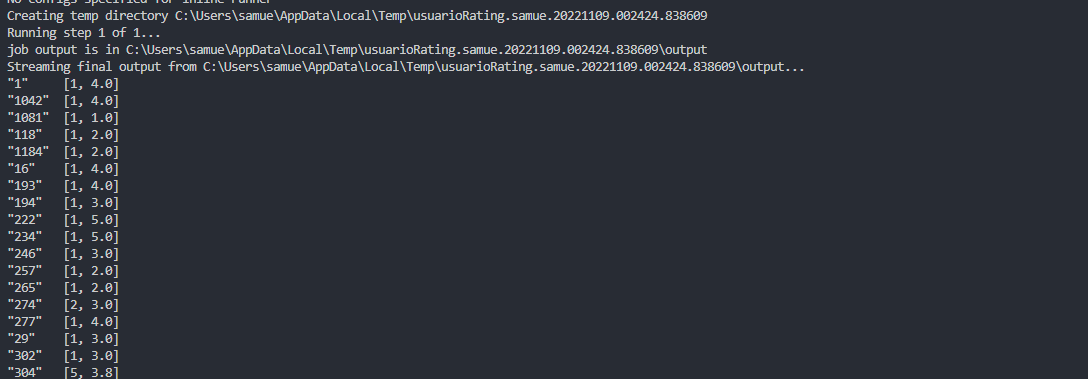 No configs specified for inline runner
Creating temp directory C:\Users\samue\AppData\Local\Temp\usuarioRating.samue.20221109.002424.838609
Running step 1 of 1...
job output is in C:\Users\samue\AppData\Local\Temp\usuarioRating.samue.20221109.002424.838609\output
Streaming final output from C:\Users\samue\AppData\Local\Temp\usuarioRating.samue.20221109.002424.838609\output...
"1" [1, 4.0]
"1042" [1, 4.0]
"1081" [1, 1.0]
"118" [1, 2.0]
"1184" [1, 2.0]
"16" [1, 4.0]
"193" [1, 4.0]
"194" [1, 3.0]
"222" [1, 5.0]
"234" [1, 5.0]
"246" [1, 3.0]
"257" [1, 2.0]
"265" [1, 2.0]
"274" [2, 3.0]
"277" [1, 4.0]
"29" [1, 3.0]
"302" [1, 3.0]
"304" [5, 3.8]